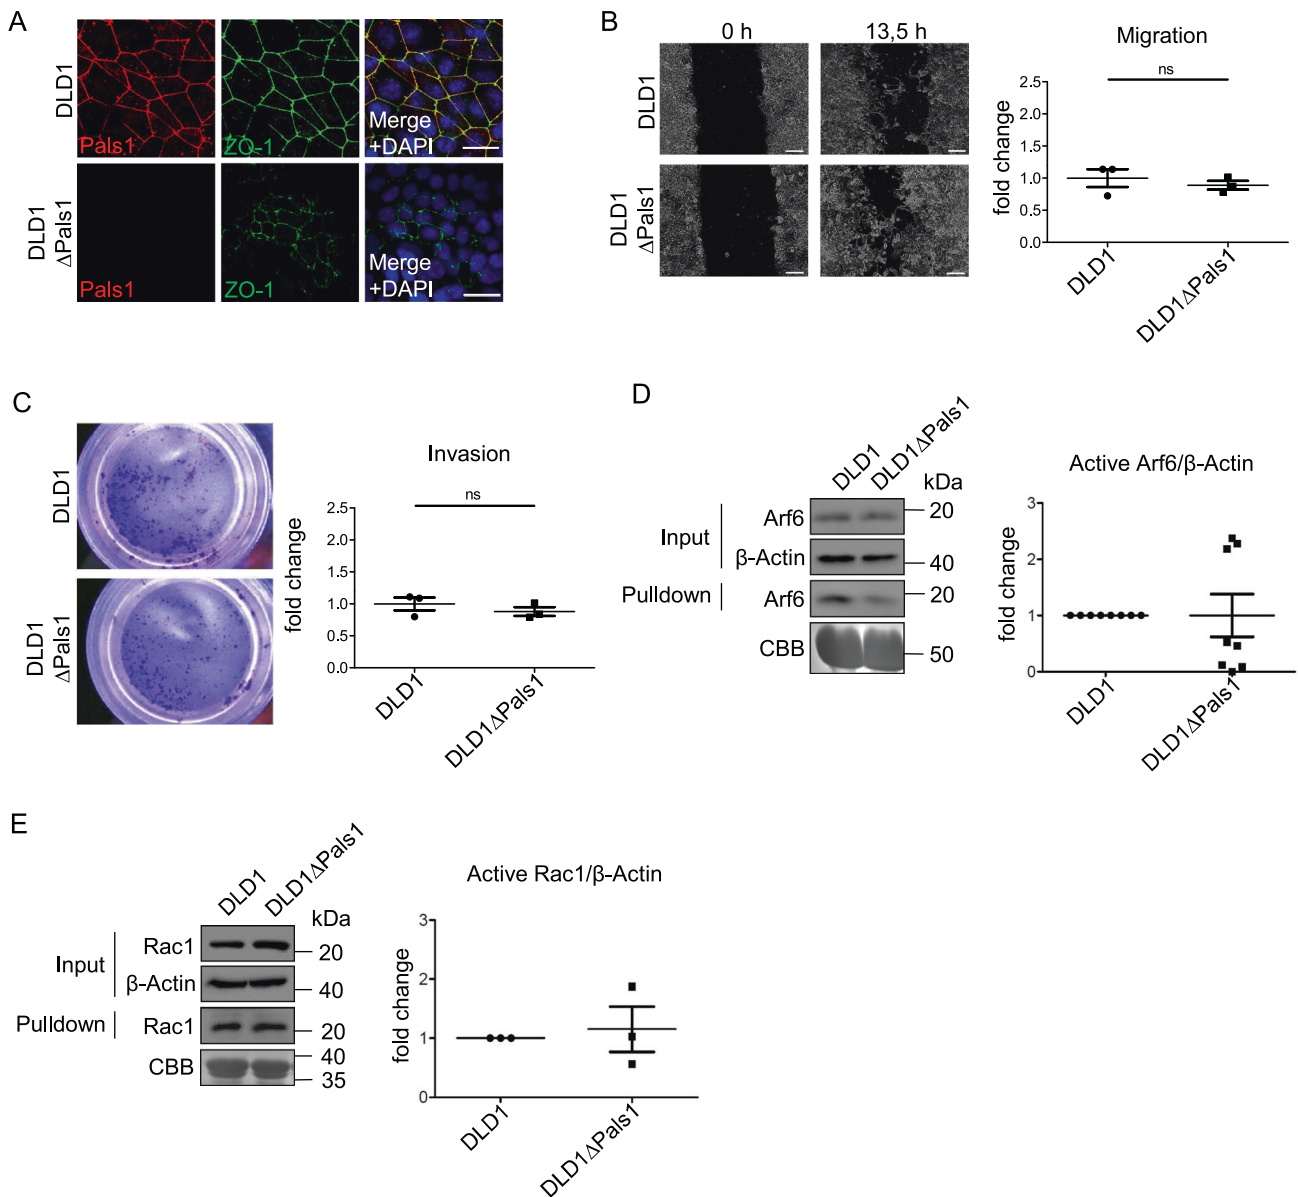 A
DLD1
Pals1
ZO-1
Merge
+DAPI
DLD1
ΔPals1
Pals1
ZO-1
Merge
+DAPI
B
0 h
13,5 h
DLD1
DLD1
ΔPals1
Migration
ns
fold change
2.5
2.0
1.5
1.0
0.5
0.0
DLD1
DLD1ΔPals1
C
DLD1
DLD1
ΔPals1
Invasion
ns
fold change
2.5
2.0
1.5
1.0
0.5
0.0
DLD1
DLD1ΔPals1
D
DLD1
DLD1ΔPals1
kDa
Input
Arf6
20
β-Actin
40
Pulldown
Arf6
20
CBB
50
Active Arf6/β-Actin
fold change
3
2
1
0
DLD1
DLD1ΔPals1
E
DLD1
DLD1ΔPals1
kDa
Input
Rac1
20
β-Actin
40
Pulldown
Rac1
20
CBB
40
35
Active Rac1/β-Actin
fold change
3
2
1
0
DLD1
DLD1ΔPals1